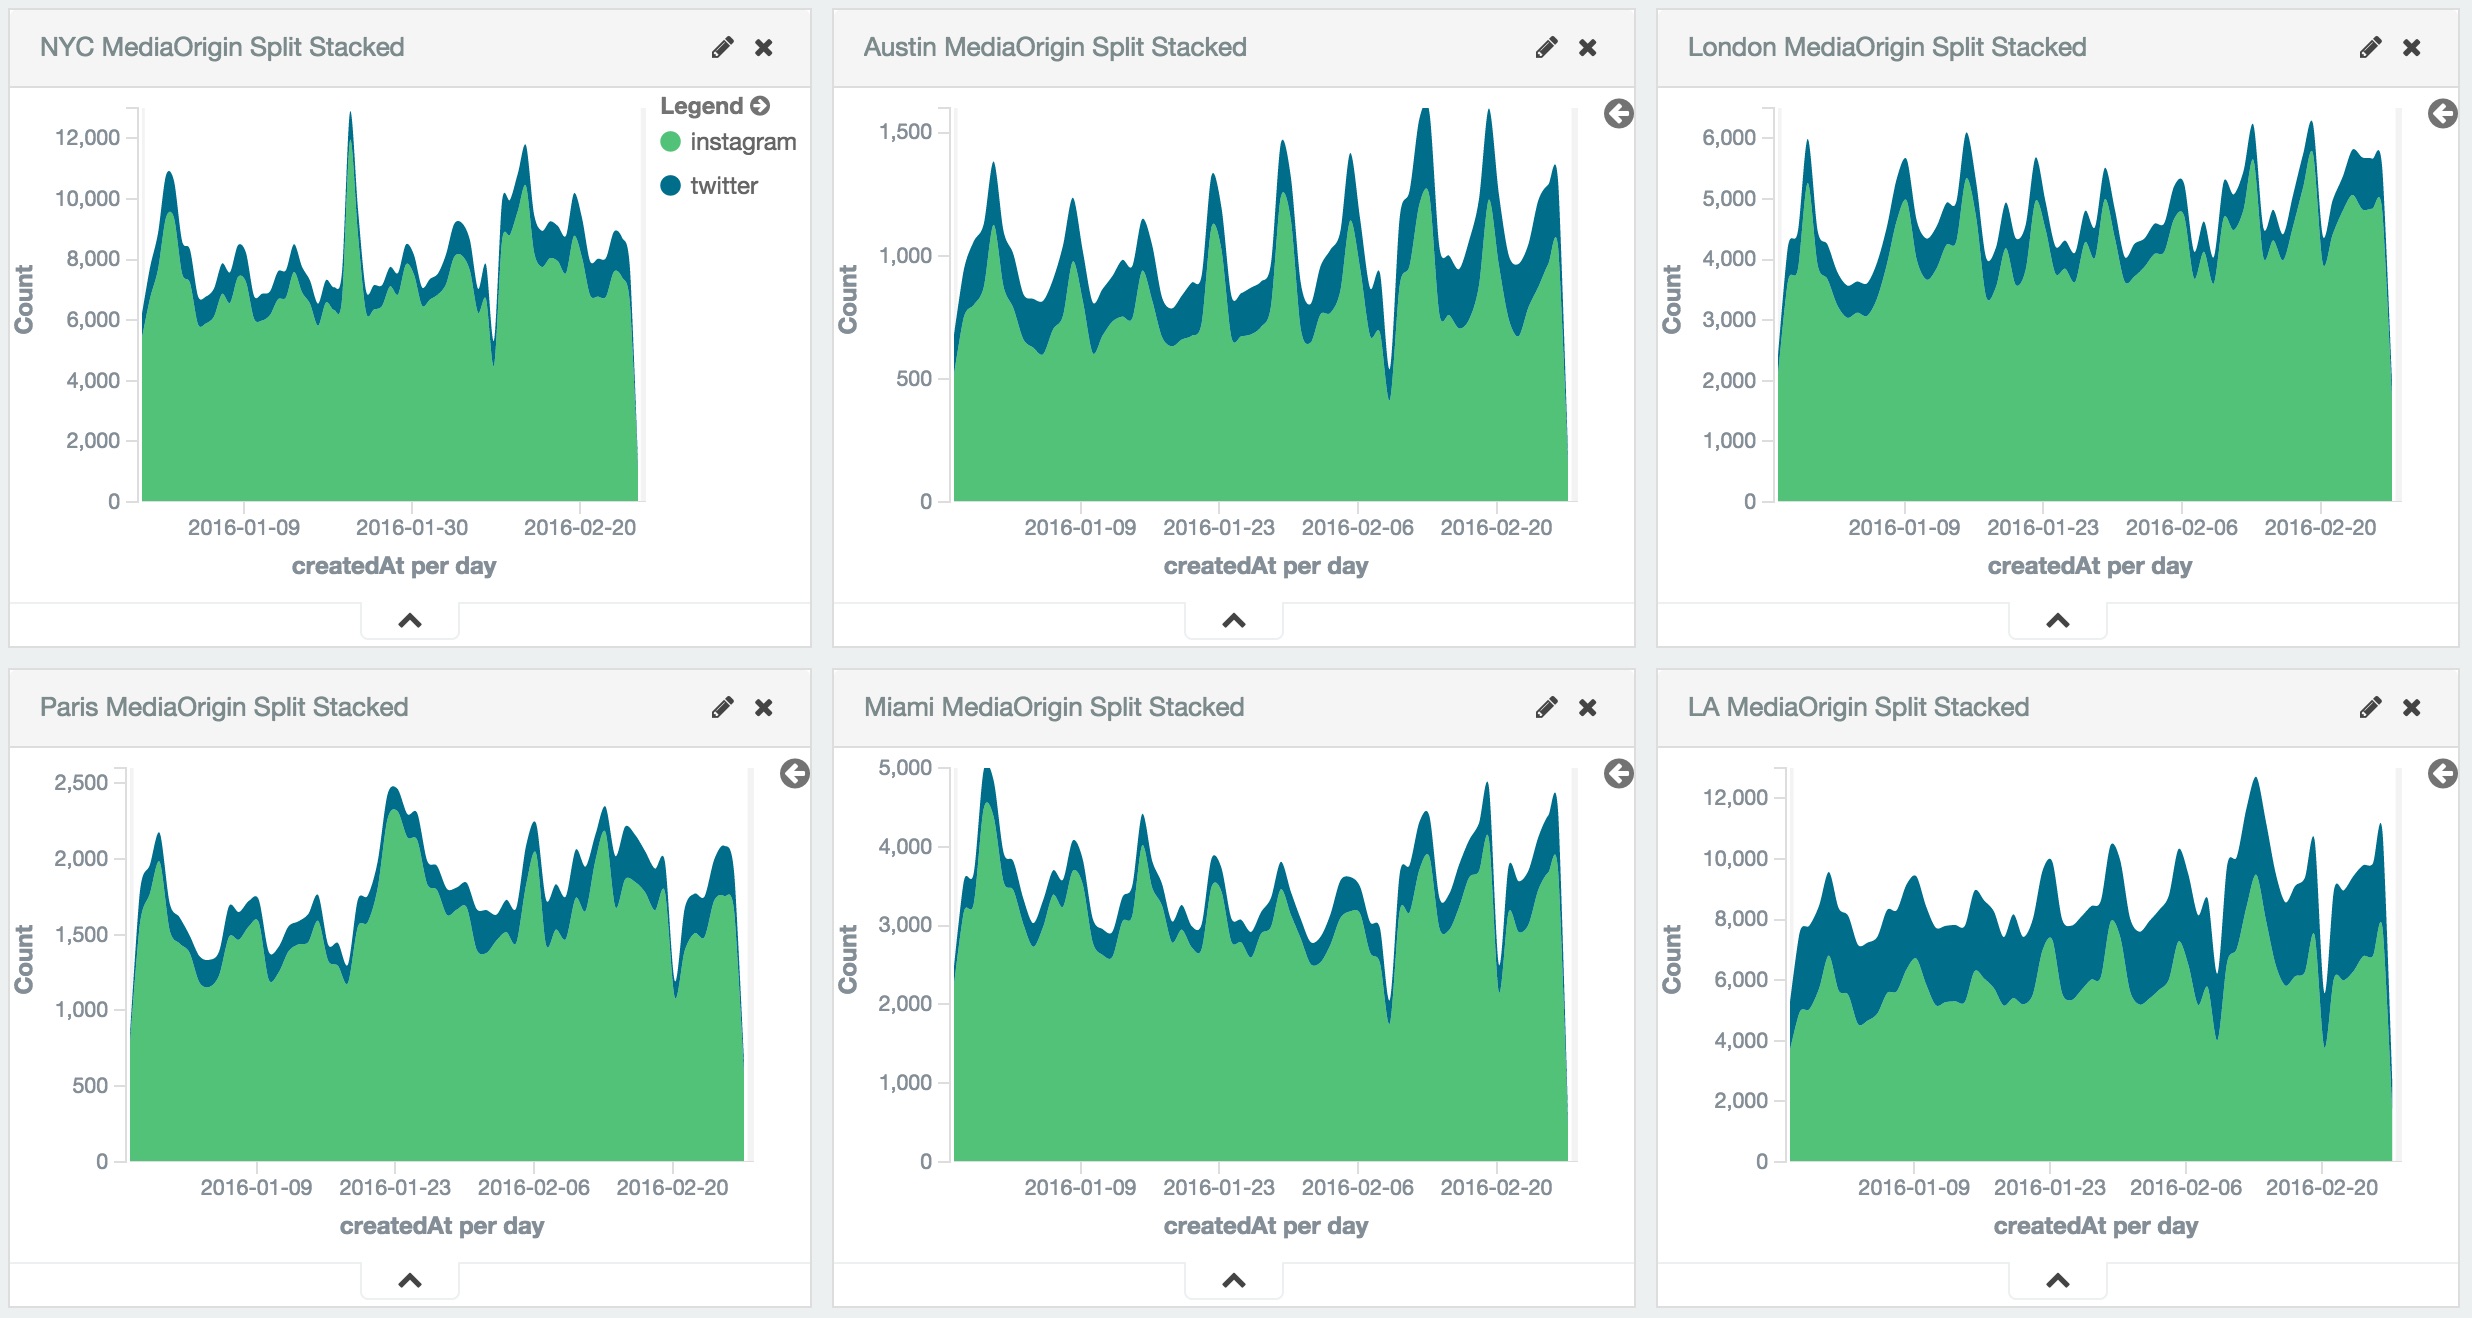 NYC MediaOrigin Split Stacked
Legend
instagram
twitter
12,000
10,000
8,000
6,000
4,000
2,000
0
Count
2016-01-09 2016-01-30 2016-02-20
createdAt per day
Austin MediaOrigin Split Stacked
1,500
1,000
500
0
Count
2016-01-09 2016-01-23 2016-02-06 2016-02-20
createdAt per day
London MediaOrigin Split Stacked
6,000
5,000
4,000
3,000
2,000
1,000
0
Count
2016-01-09 2016-01-23 2016-02-06 2016-02-20
createdAt per day
Paris MediaOrigin Split Stacked
2,500
2,000
1,500
1,000
500
0
Count
2016-01-09 2016-01-23 2016-02-06 2016-02-20
createdAt per day
Miami MediaOrigin Split Stacked
5,000
4,000
3,000
2,000
1,000
0
Count
2016-01-09 2016-01-23 2016-02-06 2016-02-20
createdAt per day
LA MediaOrigin Split Stacked
12,000
10,000
8,000
6,000
4,000
2,000
0
Count
2016-01-09 2016-01-23 2016-02-06 2016-02-20
createdAt per day